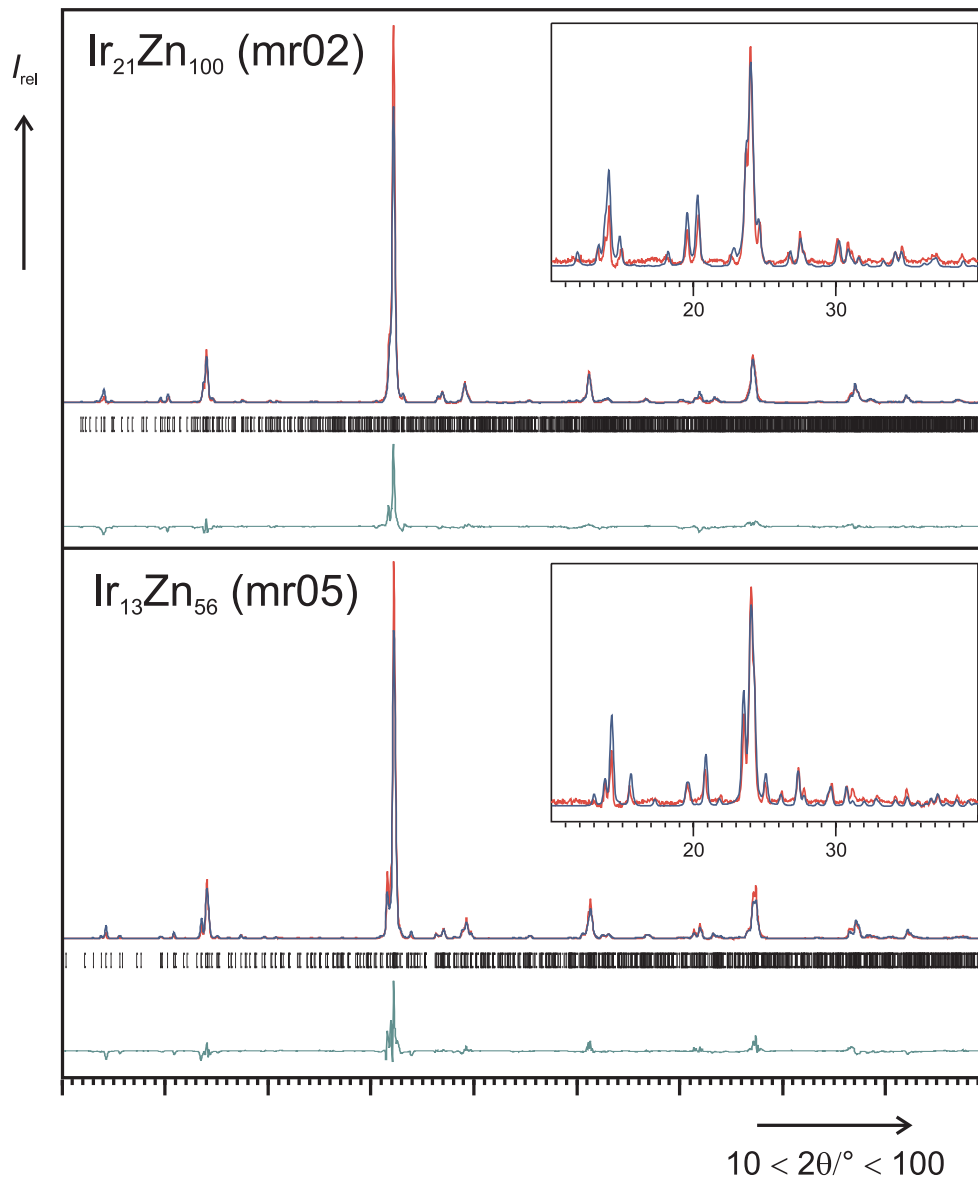 Ir₂₁Zn₁₀₀ (mr02)
I_rel
20 30
Ir₁₃Zn₅₆ (mr05)
20 30
10 < 2θ/° < 100